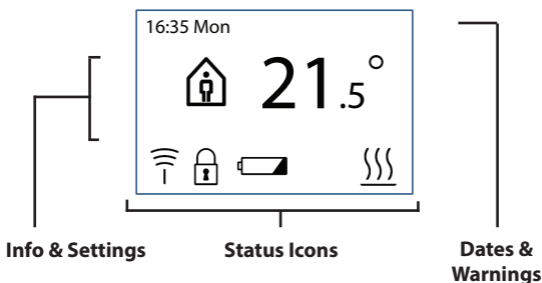 16:35 Mon
21.5°
Info & Settings
Status Icons
Dates &
Warnings